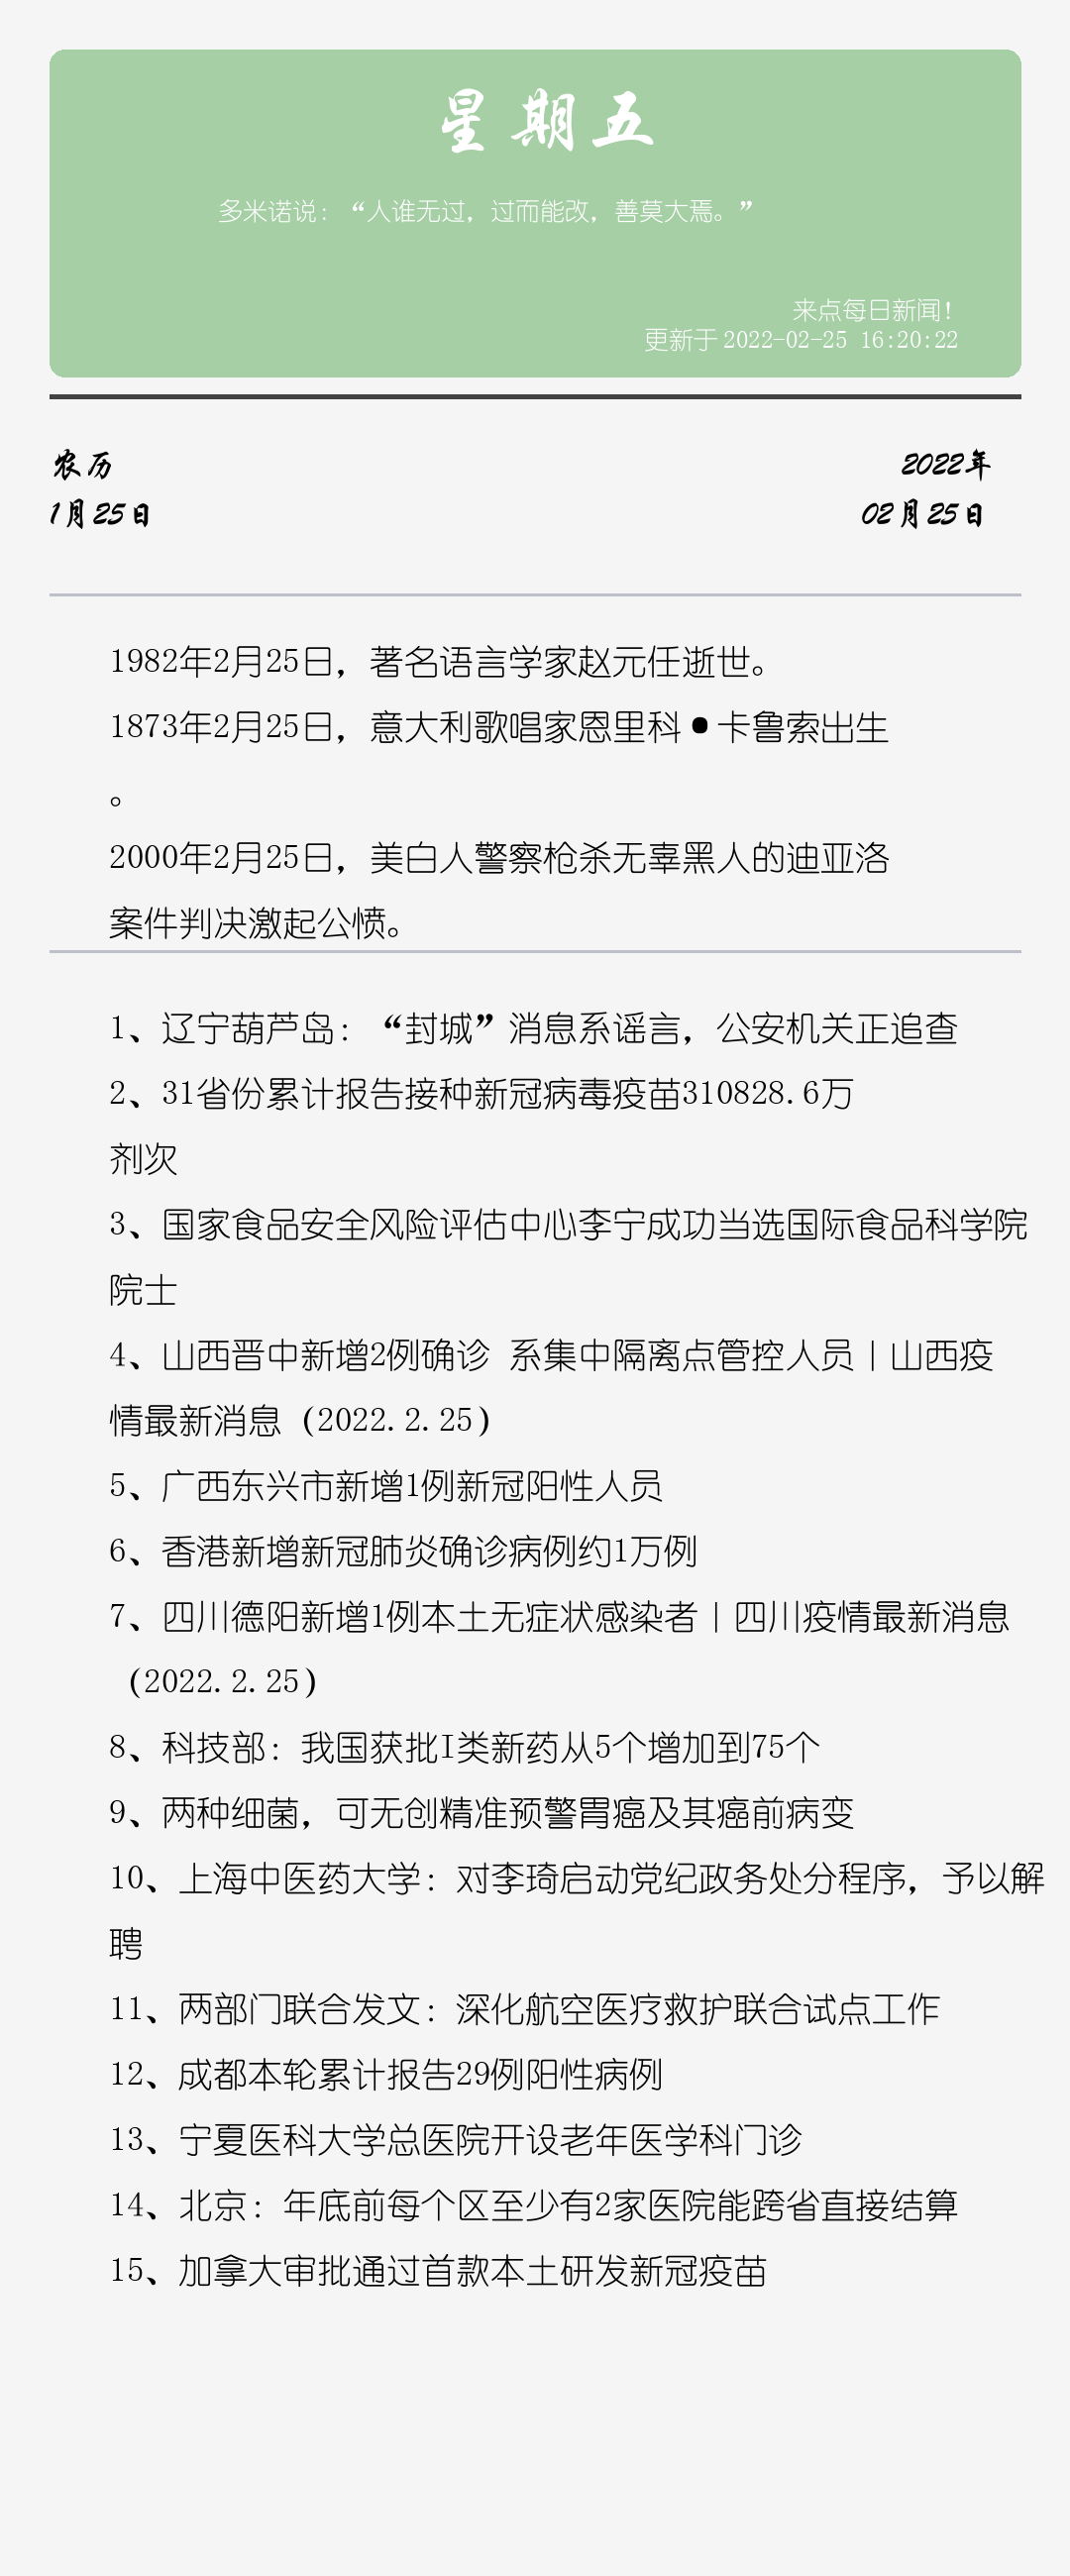 星期五
多米诺说：“人谁无过，过而能改，善莫大焉。”
来点每日新闻！
更新于2022-02-25 16:20:22
农历
2022年
1月25日
02月25日
1982年2月25日，著名语言学家赵元任逝世。
1873年2月25日，意大利歌唱家恩里科•卡鲁索出生
。
2000年2月25日，美白人警察枪杀无辜黑人的迪亚洛
案件判决激起公愤。
1、辽宁葫芦岛：“封城”消息系谣言，公安机关正追查
2、31省份累计报告接种新冠病毒疫苗310828.6万
剂次
3、国家食品安全风险评估中心李宁成功当选国际食品科学院
院士
4、山西晋中新增2例确诊 系集中隔离点管控人员|山西疫
情最新消息（2022.2.25）
5、广西东兴市新增1例新冠阳性人员
6、香港新增新冠肺炎确诊病例约1万例
7、四川德阳新增1例本土无症状感染者|四川疫情最新消息
（2022.2.25）
8、科技部：我国获批I类新药从5个增加到75个
9、两种细菌，可无创精准预警胃癌及其癌前病变
10、上海中医药大学：对李琦启动党纪政务处分程序，予以解
聘
11、两部门联合发文：深化航空医疗救护联合试点工作
12、成都本轮累计报告29例阳性病例
13、宁夏医科大学总医院开设老年医学科门诊
14、北京：年底前每个区至少有2家医院能跨省直接结算
15、加拿大审批通过首款本土研发新冠疫苗